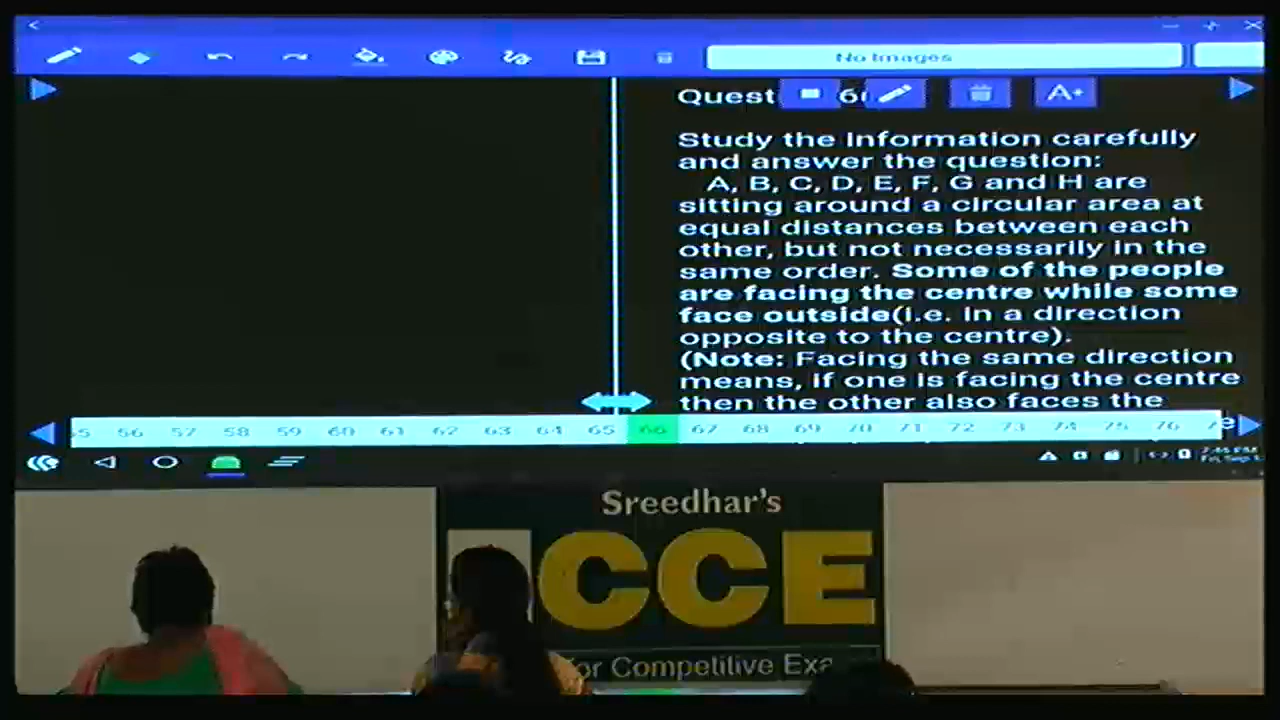 No Images
Quest
A+
Study the information carefully
and answer the question:
A, B, C, D, E, F, G and H are
sitting around a circular area at
equal distances between each
other, but not necessarily in the
same order. Some of the people
are facing the centre while some
face outside(i.e. in a direction
opposite to the centre).
(Note: Facing the same direction
means, if one is facing the centre
then the other also faces the
56 57 58 59 60 61 62 63 64 65 66 67 68 69 70 71 72 73 74 75 76
Sreedhar's
CCE
or Competitive Exa